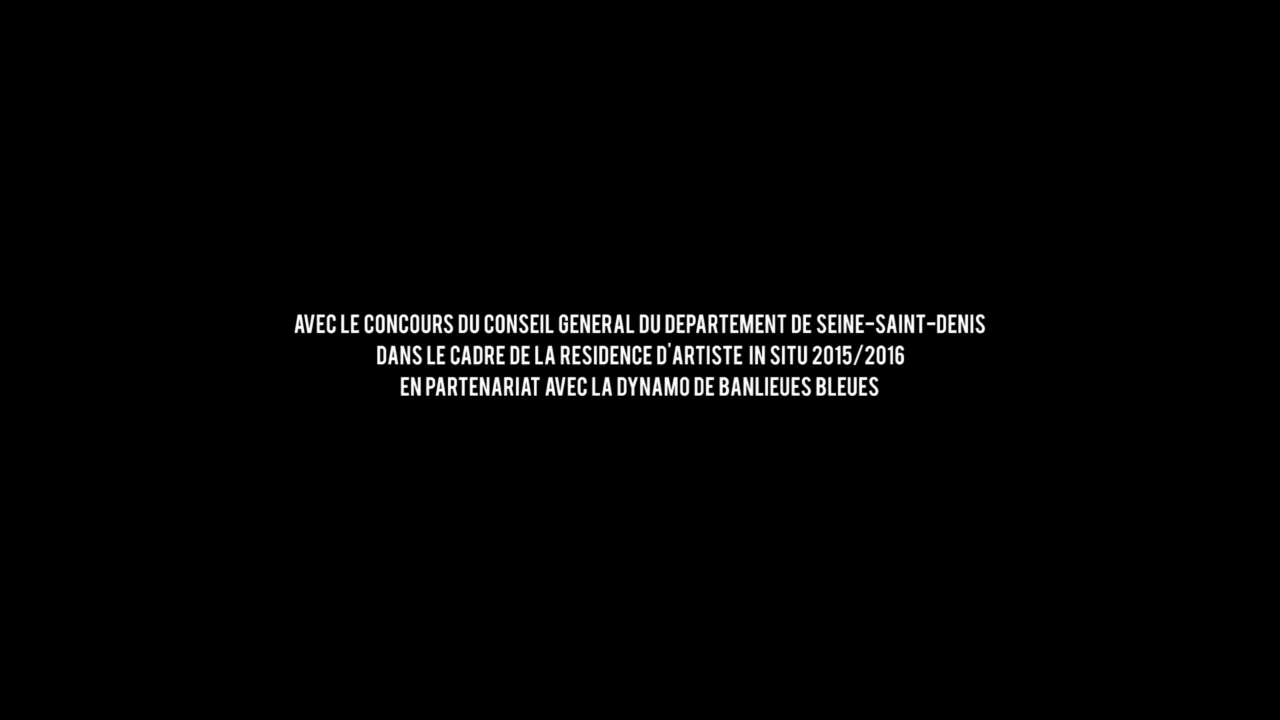 AVEC LE CONCOURS DU CONSEIL GENERAL DU DEPARTEMENT DE SEINE-SAINT-DENIS
DANS LE CADRE DE LA RESIDENCE D'ARTISTE IN SITU 2015/2016
EN PARTENARIAT AVEC LA DYNAMO DE BANLIEUES BLEUES